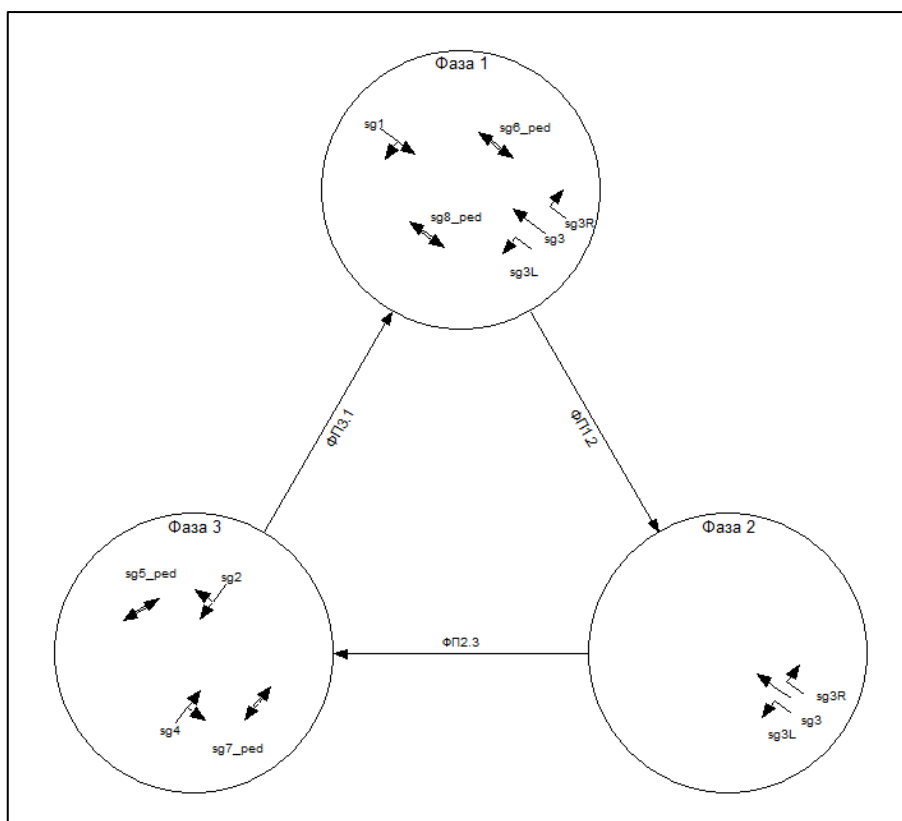 Фаза 1
sg1
sg6_ped
sg8_ped
sg3R
sg3
sg3L
ФП3.1
ФП1.2
Фаза 3
sg5_ped
sg2
sg4
sg7_ped
ФП2.3
Фаза 2
sg3R
sg3
sg3L